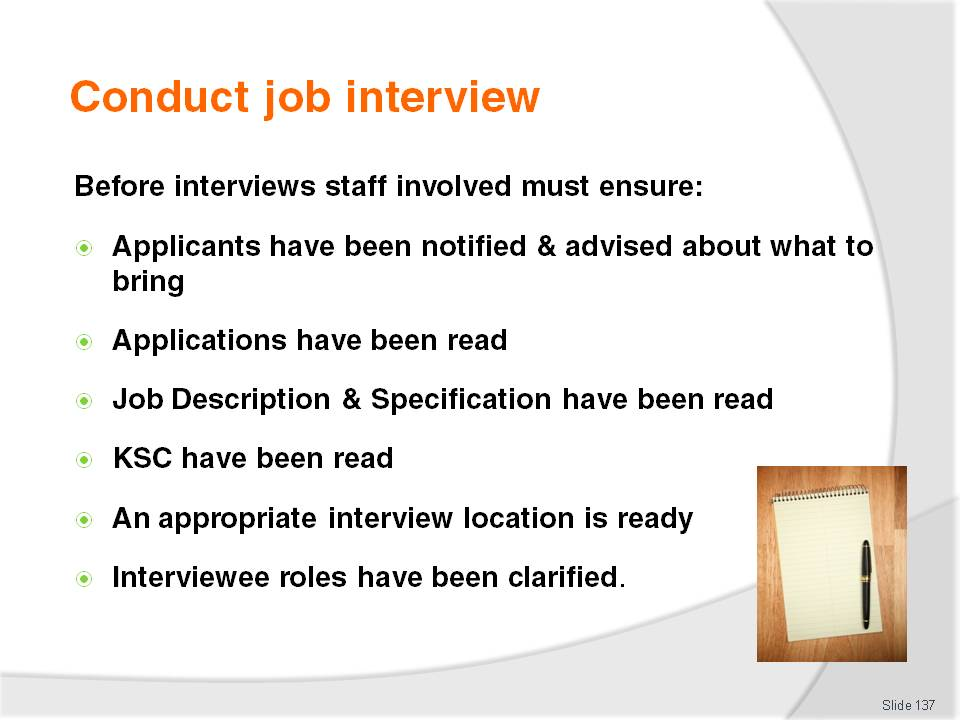 Conduct job interview
Before interviews staff involved must ensure:
Applicants have been notified & advised about what to
bring
Applications have been read
Job Description & Specification have been read
KSC have been read
An appropriate interview location is ready
Interviewee roles have been clarified.
Slide 137